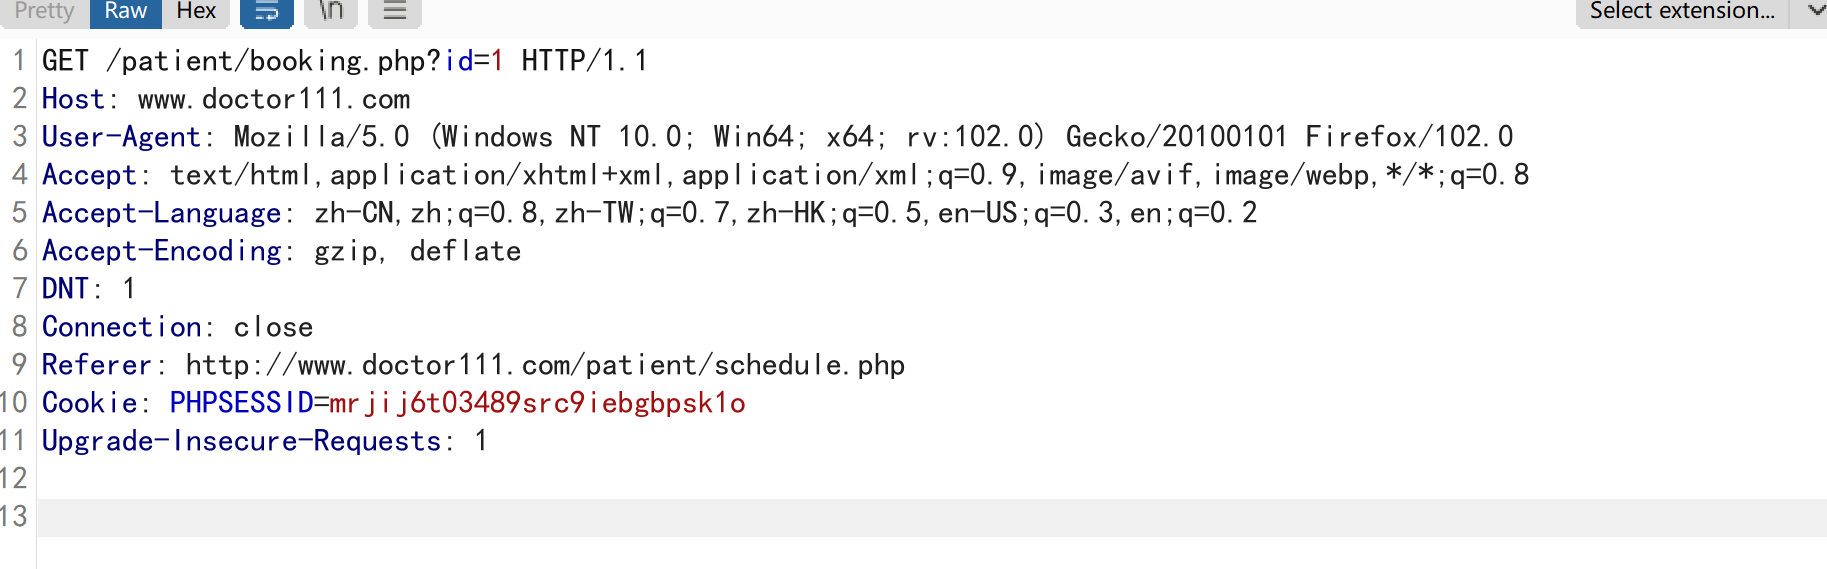 Pretty Raw Hex \n Select extension...
1 GET /patient/booking.php?id=1 HTTP/1.1
2 Host: www.doctor111.com
3 User-Agent: Mozilla/5.0 (Windows NT 10.0; Win64; x64; rv:102.0) Gecko/20100101 Firefox/102.0
4 Accept: text/html,application/xhtml+xml,application/xml;q=0.9,image/avif,image/webp,*/*;q=0.8
5 Accept-Language: zh-CN,zh;q=0.8,zh-TW;q=0.7,zh-HK;q=0.5,en-US;q=0.3,en;q=0.2
6 Accept-Encoding: gzip, deflate
7 DNT: 1
8 Connection: close
9 Referer: http://www.doctor111.com/patient/schedule.php
10 Cookie: PHPSESSID=mrjij6t03489src9iebgbpsk1o
11 Upgrade-Insecure-Requests: 1
12
13